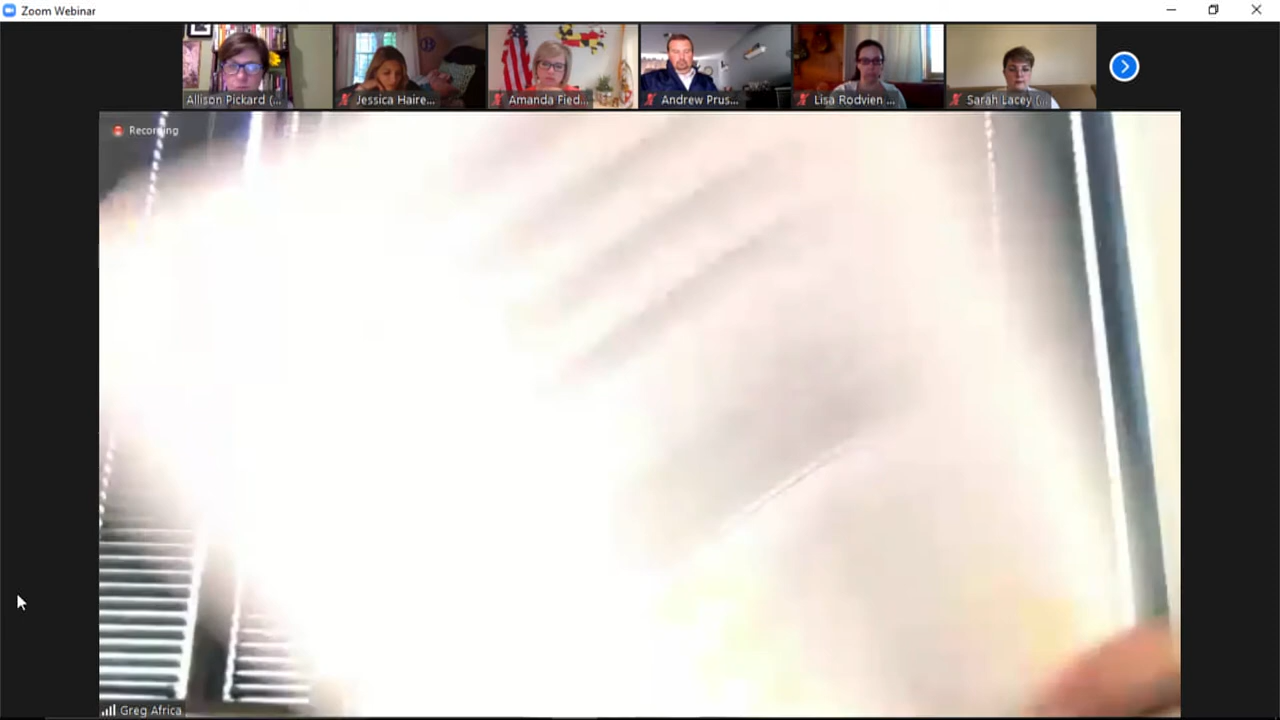 Zoom Webinar
Allison Pickard (...
Jessica Haire...
Amanda Fied...
Andrew Prus...
Lisa Rodvien ...
Sarah Lacey (...
Recording
Greg Africa